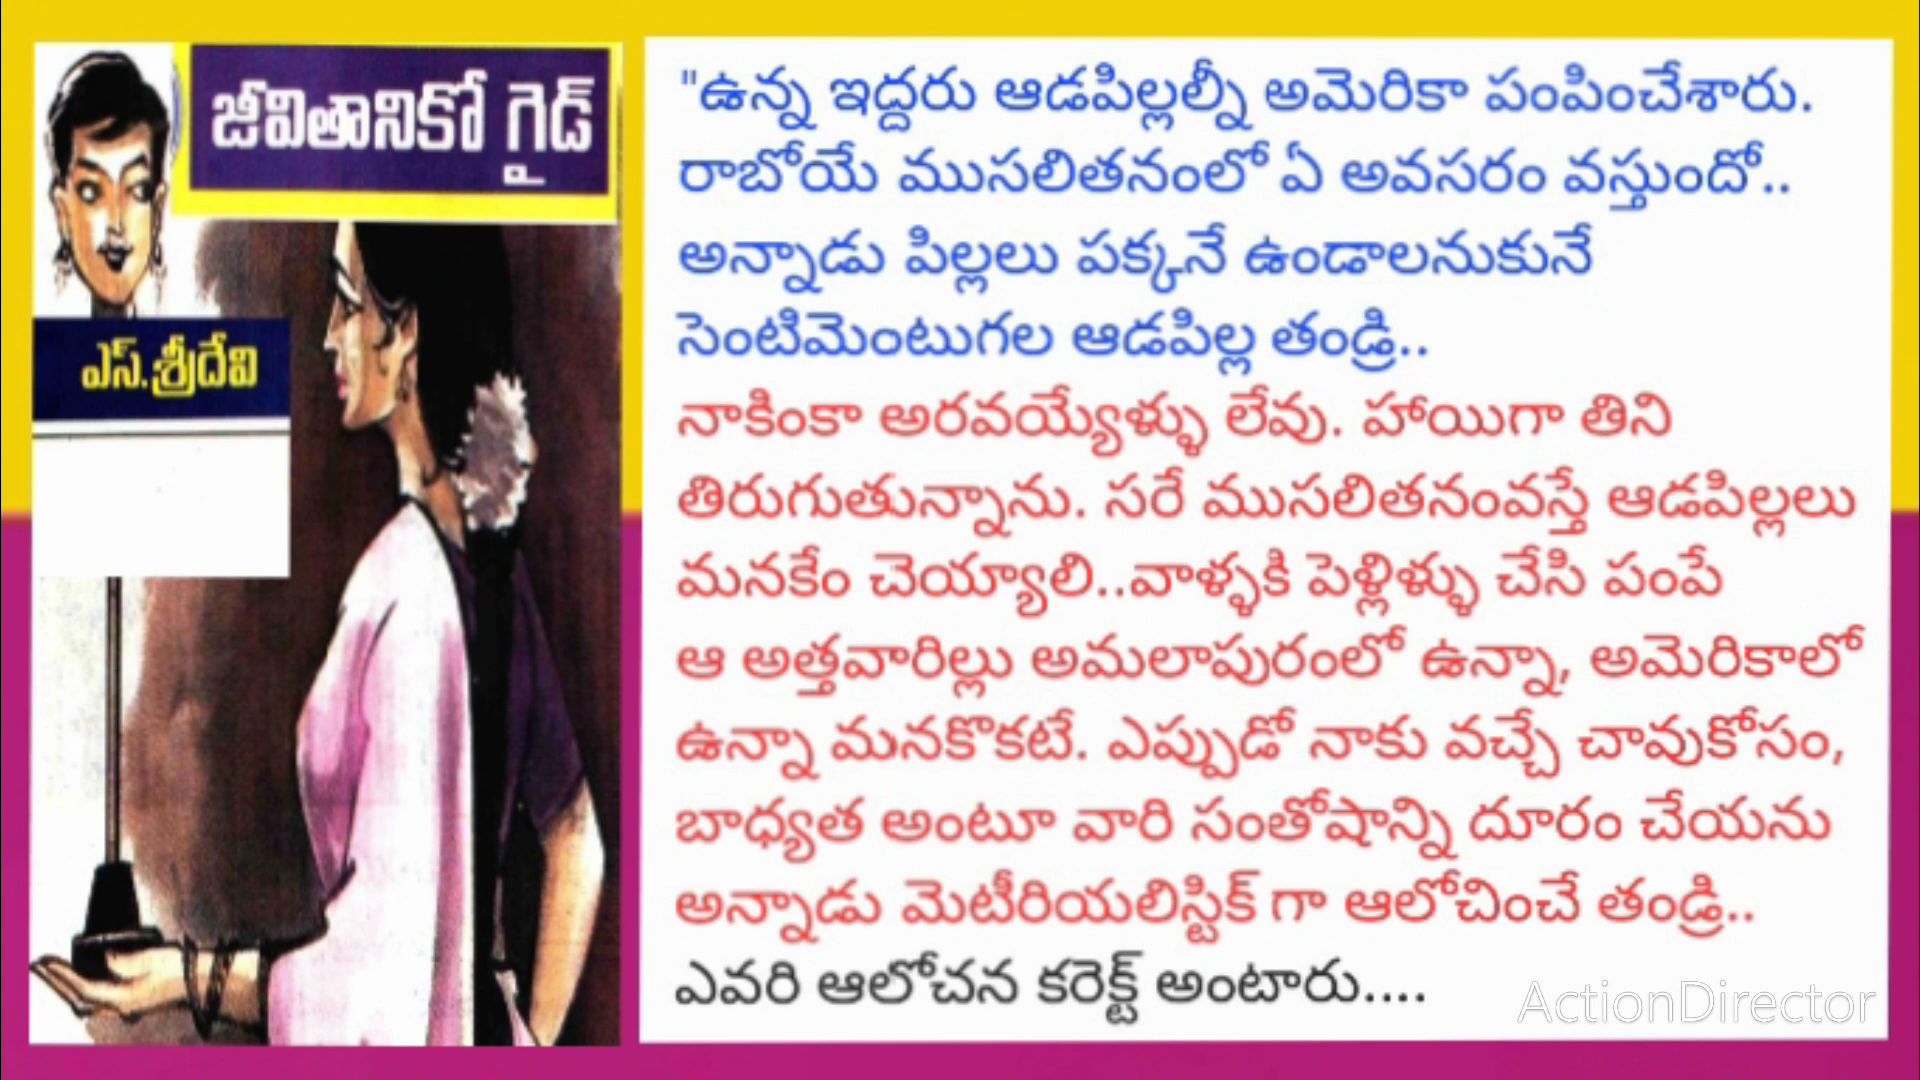 జీవితానికో గైడ్
ఎస్.శ్రీదేవి
"ఉన్న ఇద్దరు ఆడపిల్లల్నీ అమెరికా పంపించేశారు.
రాబోయే ముసలితనంలో ఏ అవసరం వస్తుందో..
అన్నాడు పిల్లలు పక్కనే ఉండాలనుకునే
సెంటిమెంటుగల ఆడపిల్ల తండ్రి..
నాకింకా అరవయ్యేళ్ళు లేవు. హాయిగా తిని
తిరుగుతున్నాను. సరే ముసలితనంవస్తే ఆడపిల్లలు
మనకేం చెయ్యాలి..వాళ్ళకి పెళ్లిళ్ళు చేసి పంపే
ఆ అత్తవారిల్లు అమలాపురంలో ఉన్నా, అమెరికాలో
ఉన్నా మనకొకటే. ఎప్పుడో నాకు వచ్చే చావుకోసం,
బాధ్యత అంటూ వారి సంతోషాన్ని దూరం చేయను
అన్నాడు మెటీరియలిస్టిక్ గా ఆలోచించే తండ్రి..
ఎవరి ఆలోచన కరెక్ట్ అంటారు....
ActionDirector